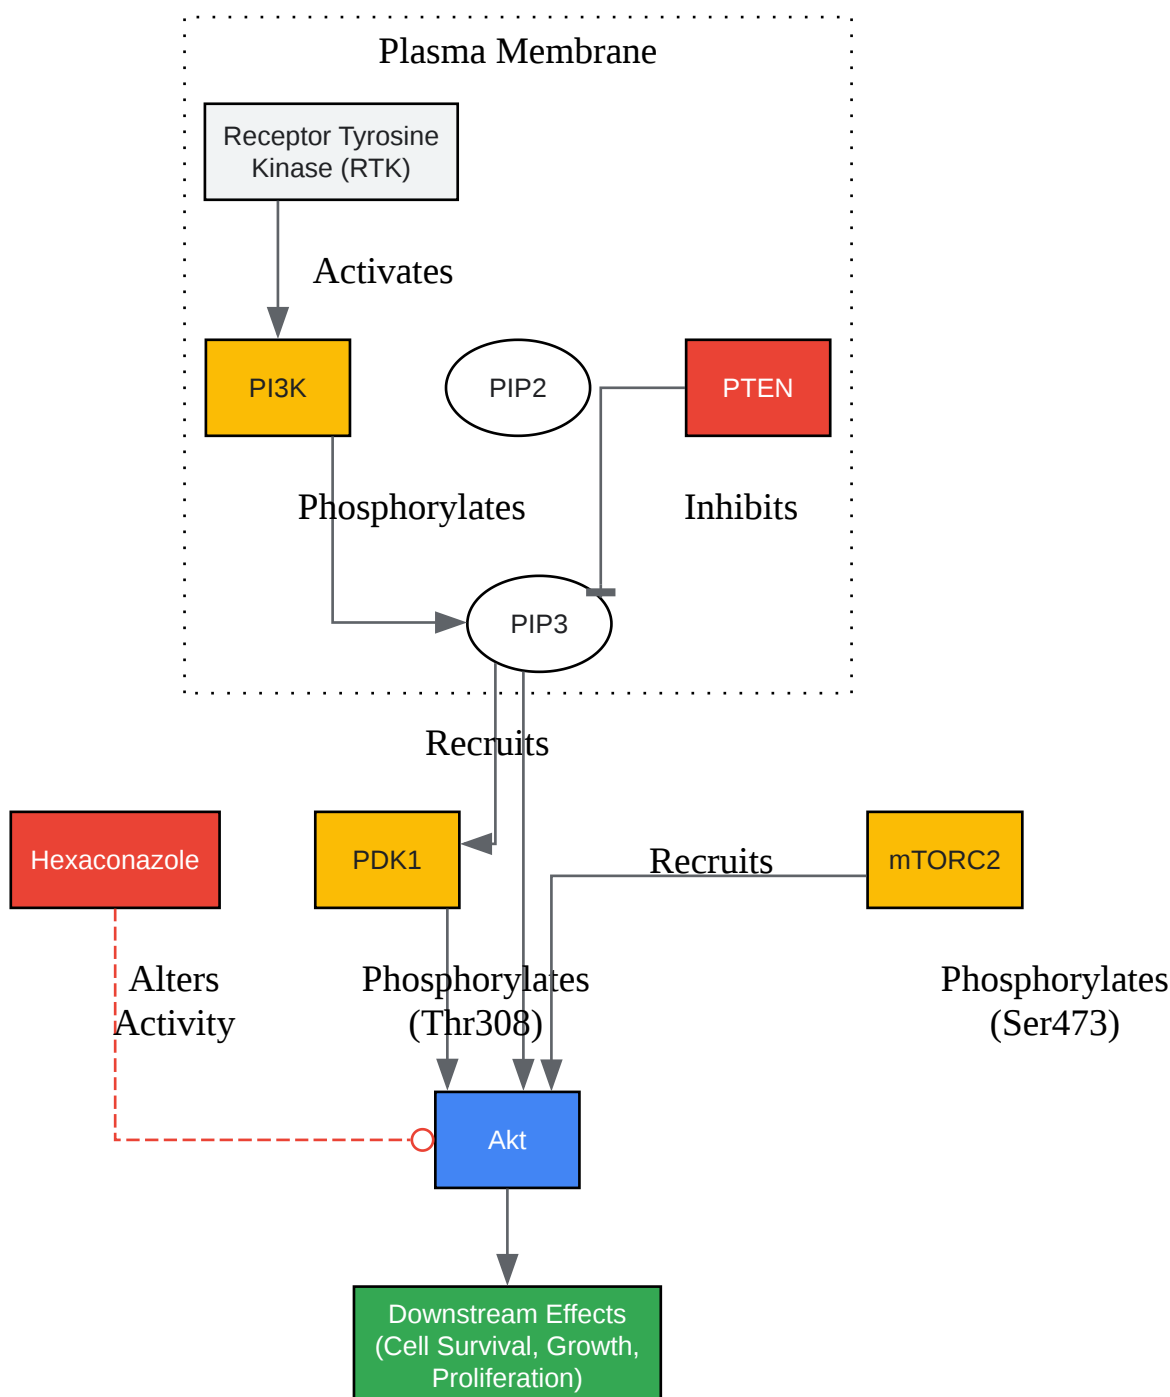 Plasma Membrane
Receptor Tyrosine
Kinase (RTK)
Activates
PI3K
PIP2
PTEN
Phosphorylates
Inhibits
PIP3
Recruits
Hexaconazole
PDK1
Recruits
mTORC2
Alters
Activity
Phosphorylates
(Thr308)
Phosphorylates
(Ser473)
Akt
Downstream Effects
(Cell Survival, Growth,
Proliferation)